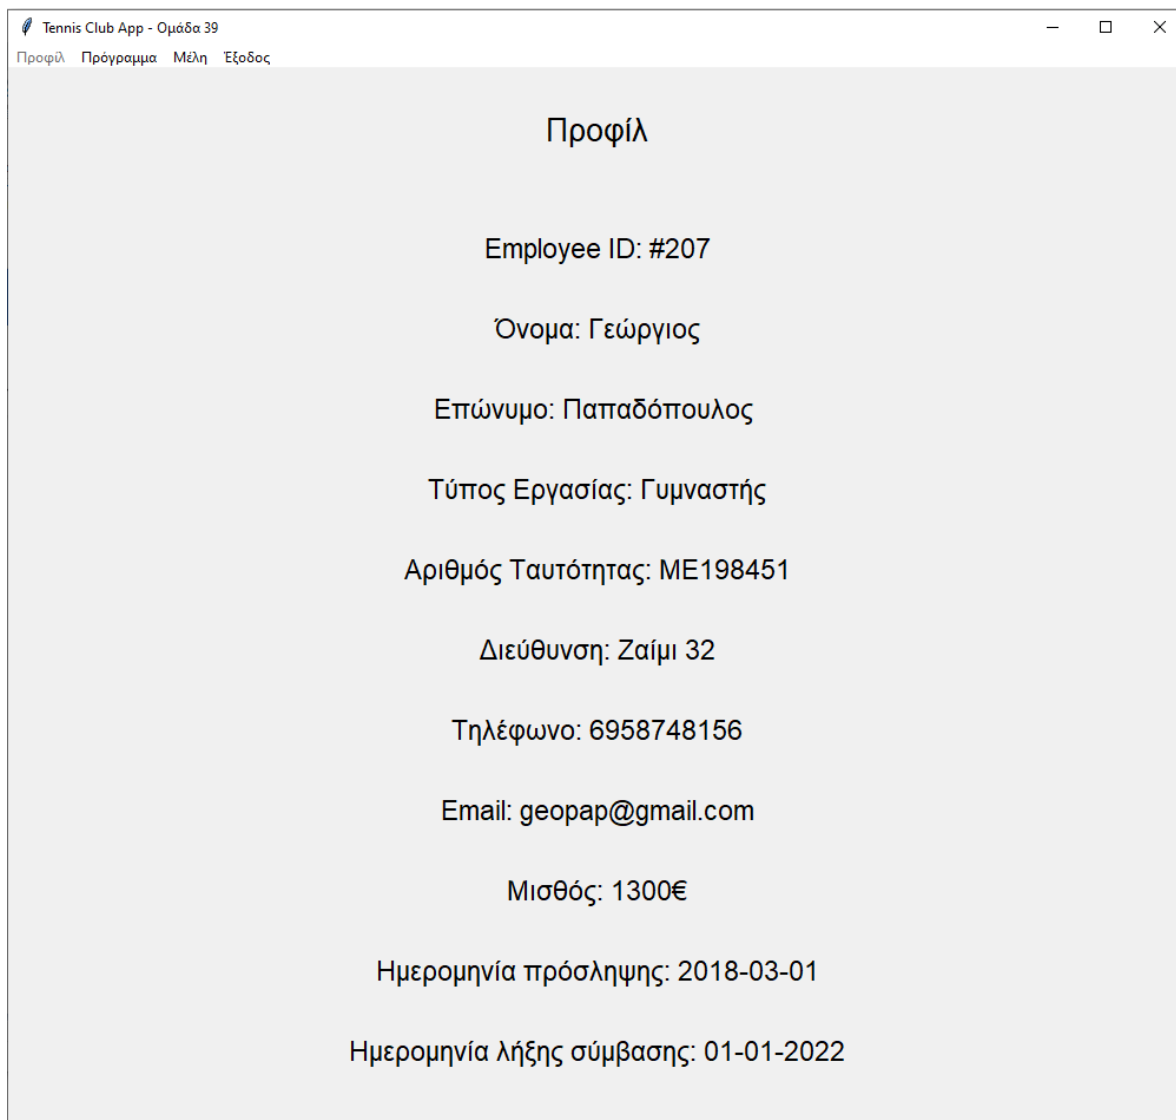 Tennis Club App - Ομάδα 39
Προφίλ Πρόγραμμα Μέλη Έξοδος
Προφίλ
Employee ID: #207
Όνομα: Γεώργιος
Επώνυμο: Παπαδόπουλος
Τύπος Εργασίας: Γυμναστής
Αριθμός Ταυτότητας: ME198451
Διεύθυνση: Ζαίμι 32
Τηλέφωνο: 6958748156
Email: geopap@gmail.com
Μισθός: 1300€
Ημερομηνία πρόσληψης: 2018-03-01
Ημερομηνία λήξης σύμβασης: 01-01-2022